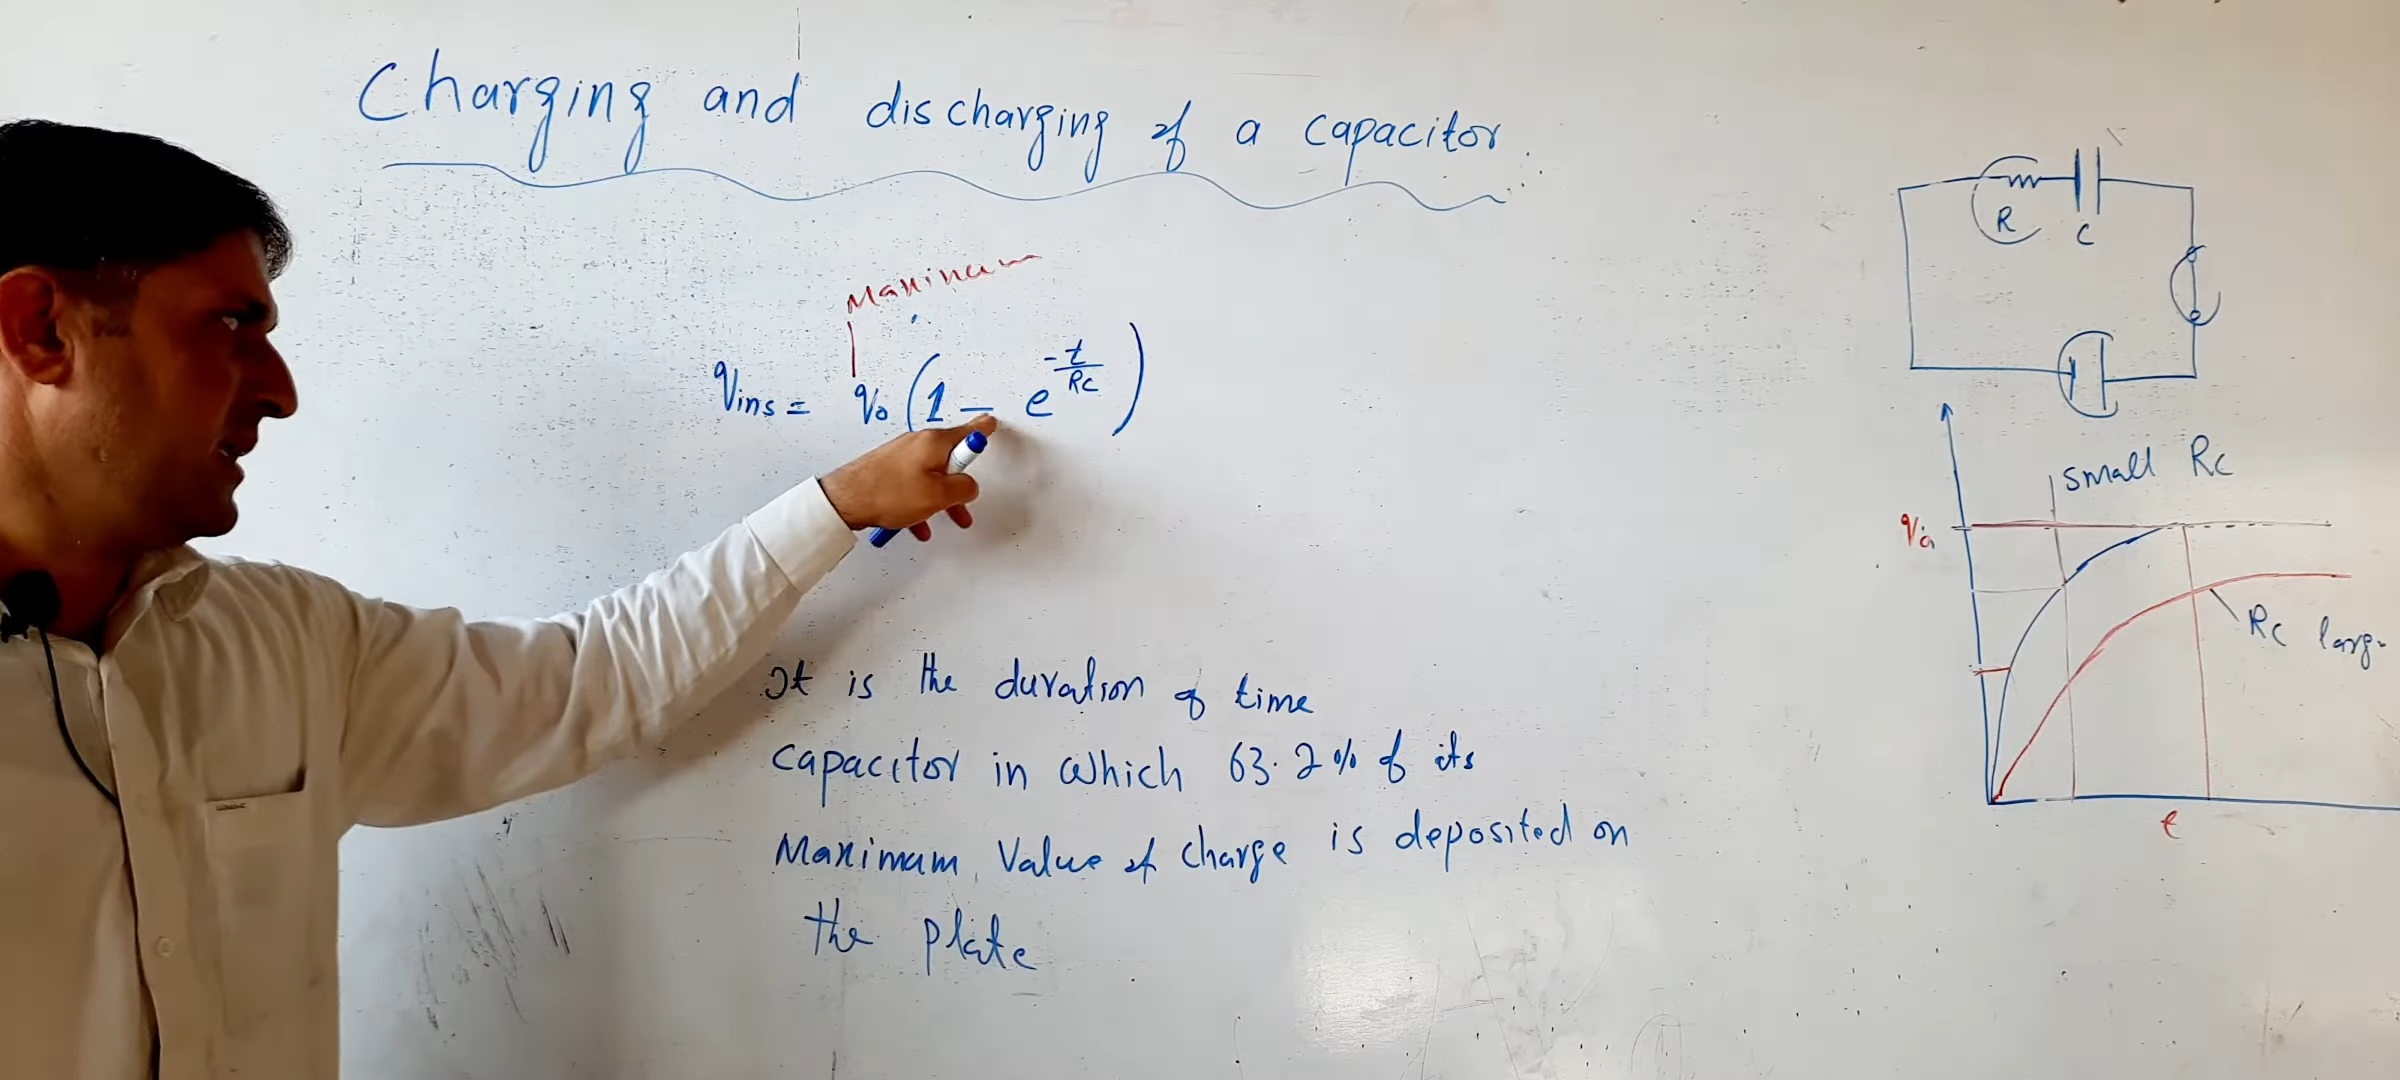 Charging and discharging of a capacitor
Maximum
qins = q₀ (1 - e^(-t/RC))
It is the duration of time
capacitor in which 63.2% of its
Maximum Value of charge is deposited on
the plate
R
C
small RC
q₀
RC larg
t